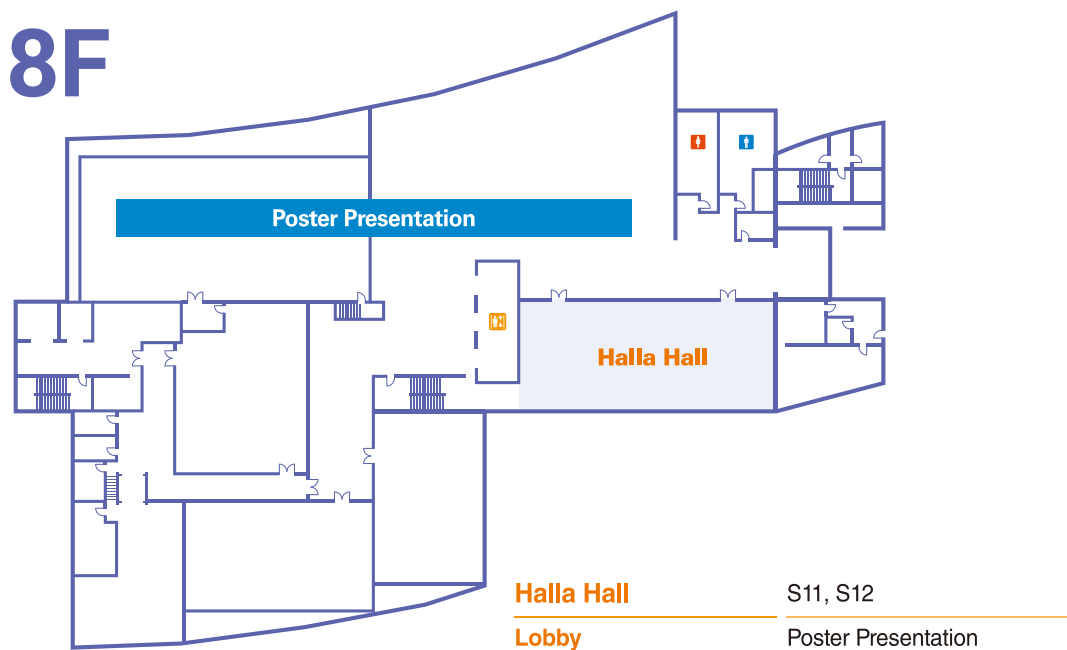 8F
Poster Presentation
Halla Hall
Halla Hall S11, S12
Lobby Poster Presentation